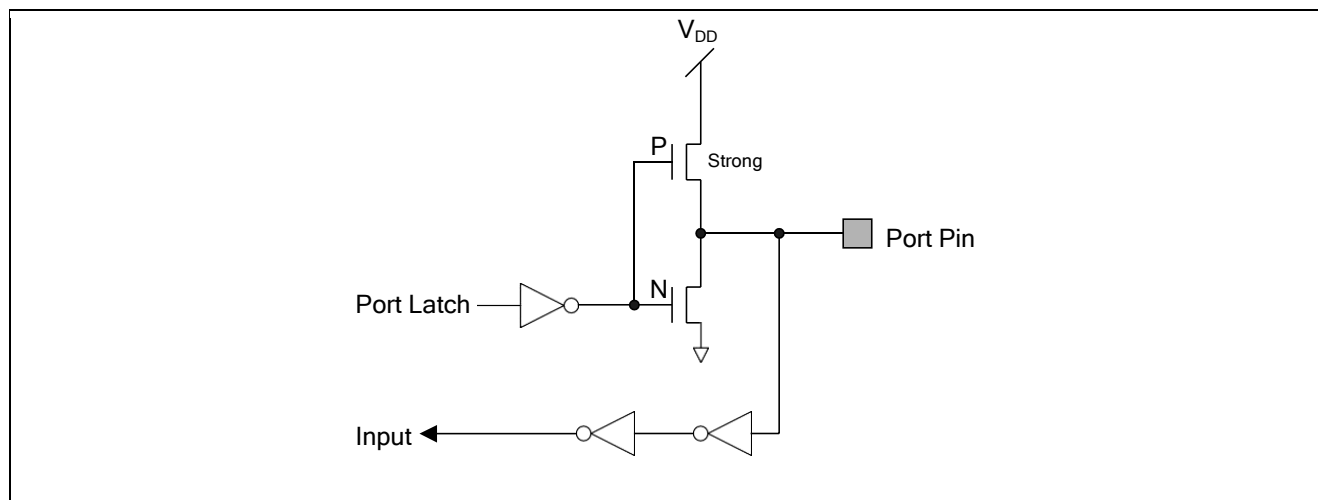 VDD
P
Strong
Port Pin
N
Port Latch
Input